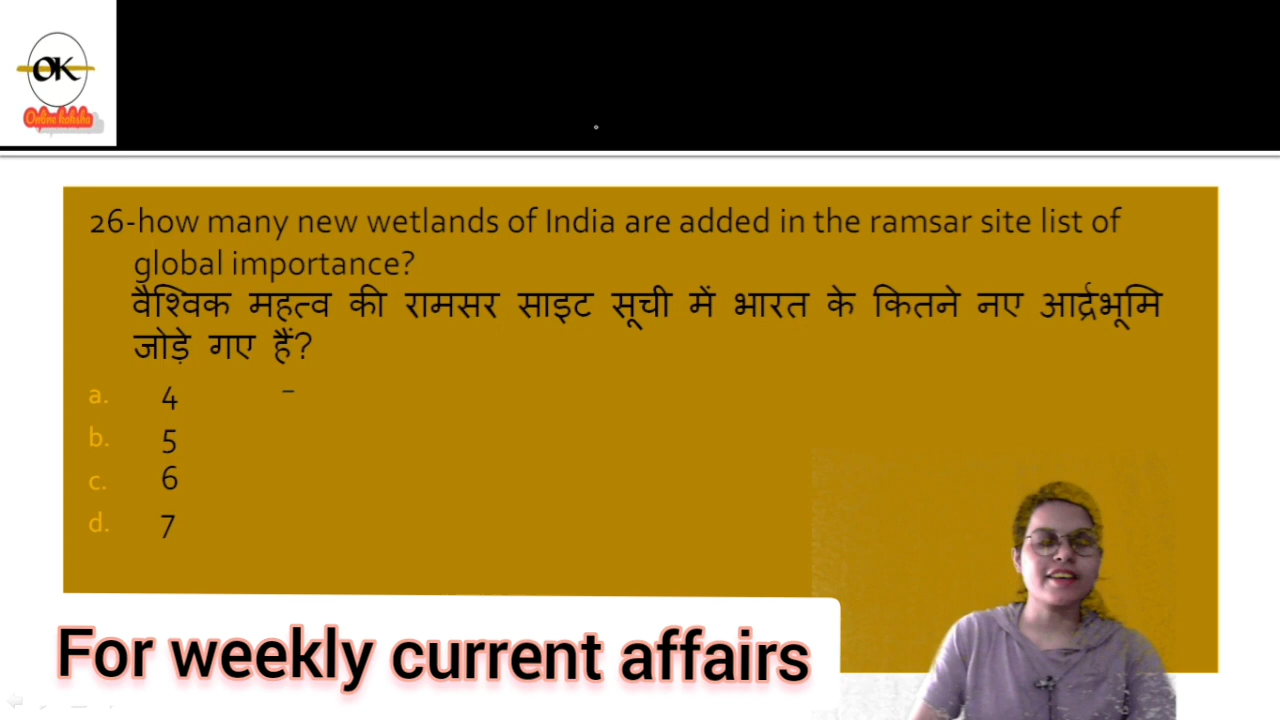 OK
Online kaksha
26-how many new wetlands of India are added in the ramsar site list of
global importance?
वैश्विक महत्व की रामसर साइट सूची में भारत के कितने नए आर्द्रभूमि
जोड़े गए हैं?
a. 4
b. 5
c. 6
d. 7
For weekly current affairs